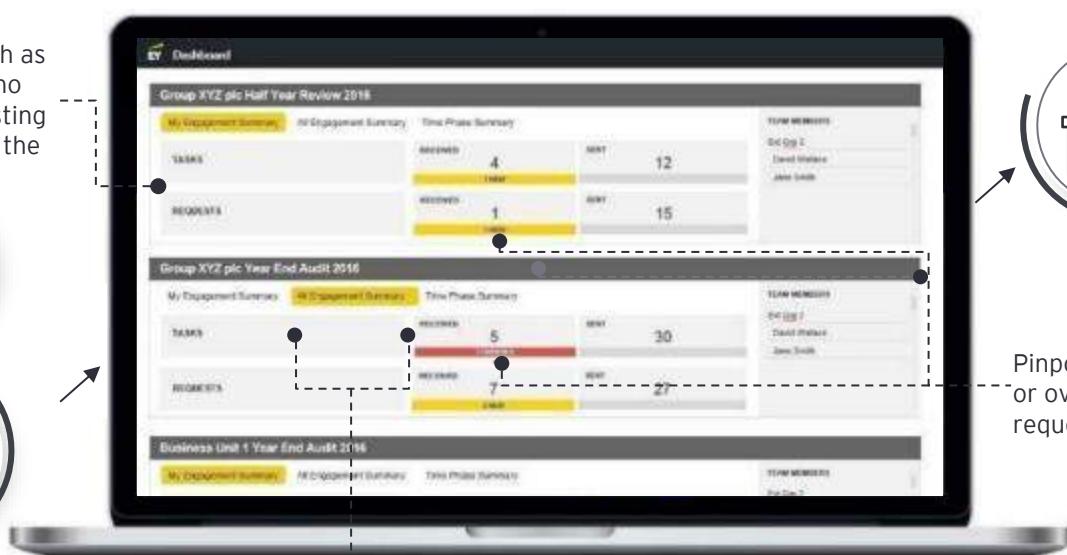 h as
no
sting
the
EY Dashboard
Group XYZ plc Half Year Review 2016
My Engagement Summary All Engagement Summary Time Phase Summary
TEAM MEMBERS
TASKS
RECEIVED
4
SENT
12
David Wallace
Jane Smith
REQUESTS
RECEIVED
1
SENT
15
Group XYZ plc Year End Audit 2016
My Engagement Summary All Engagement Summary Time Phase Summary
TEAM MEMBERS
TASKS
RECEIVED
5
SENT
30
David Wallace
Jane Smith
REQUESTS
RECEIVED
7
SENT
27
Pinpo
or ov
reque
Business Unit 1 Year End Audit 2016
My Engagement Summary All Engagement Summary Time Phase Summary
TEAM MEMBERS